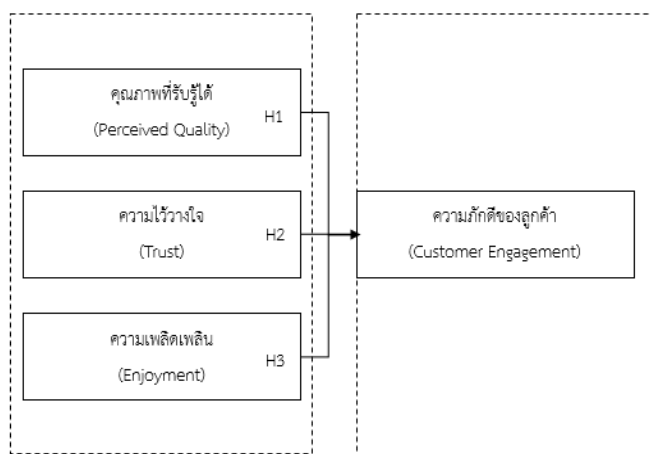 คุณภาพที่รับรู้ได้
(Perceived Quality)
H1
ความไว้วางใจ
(Trust)
H2
ความเพลิดเพลิน
(Enjoyment)
H3
ความภักดีของลูกค้า
(Customer Engagement)